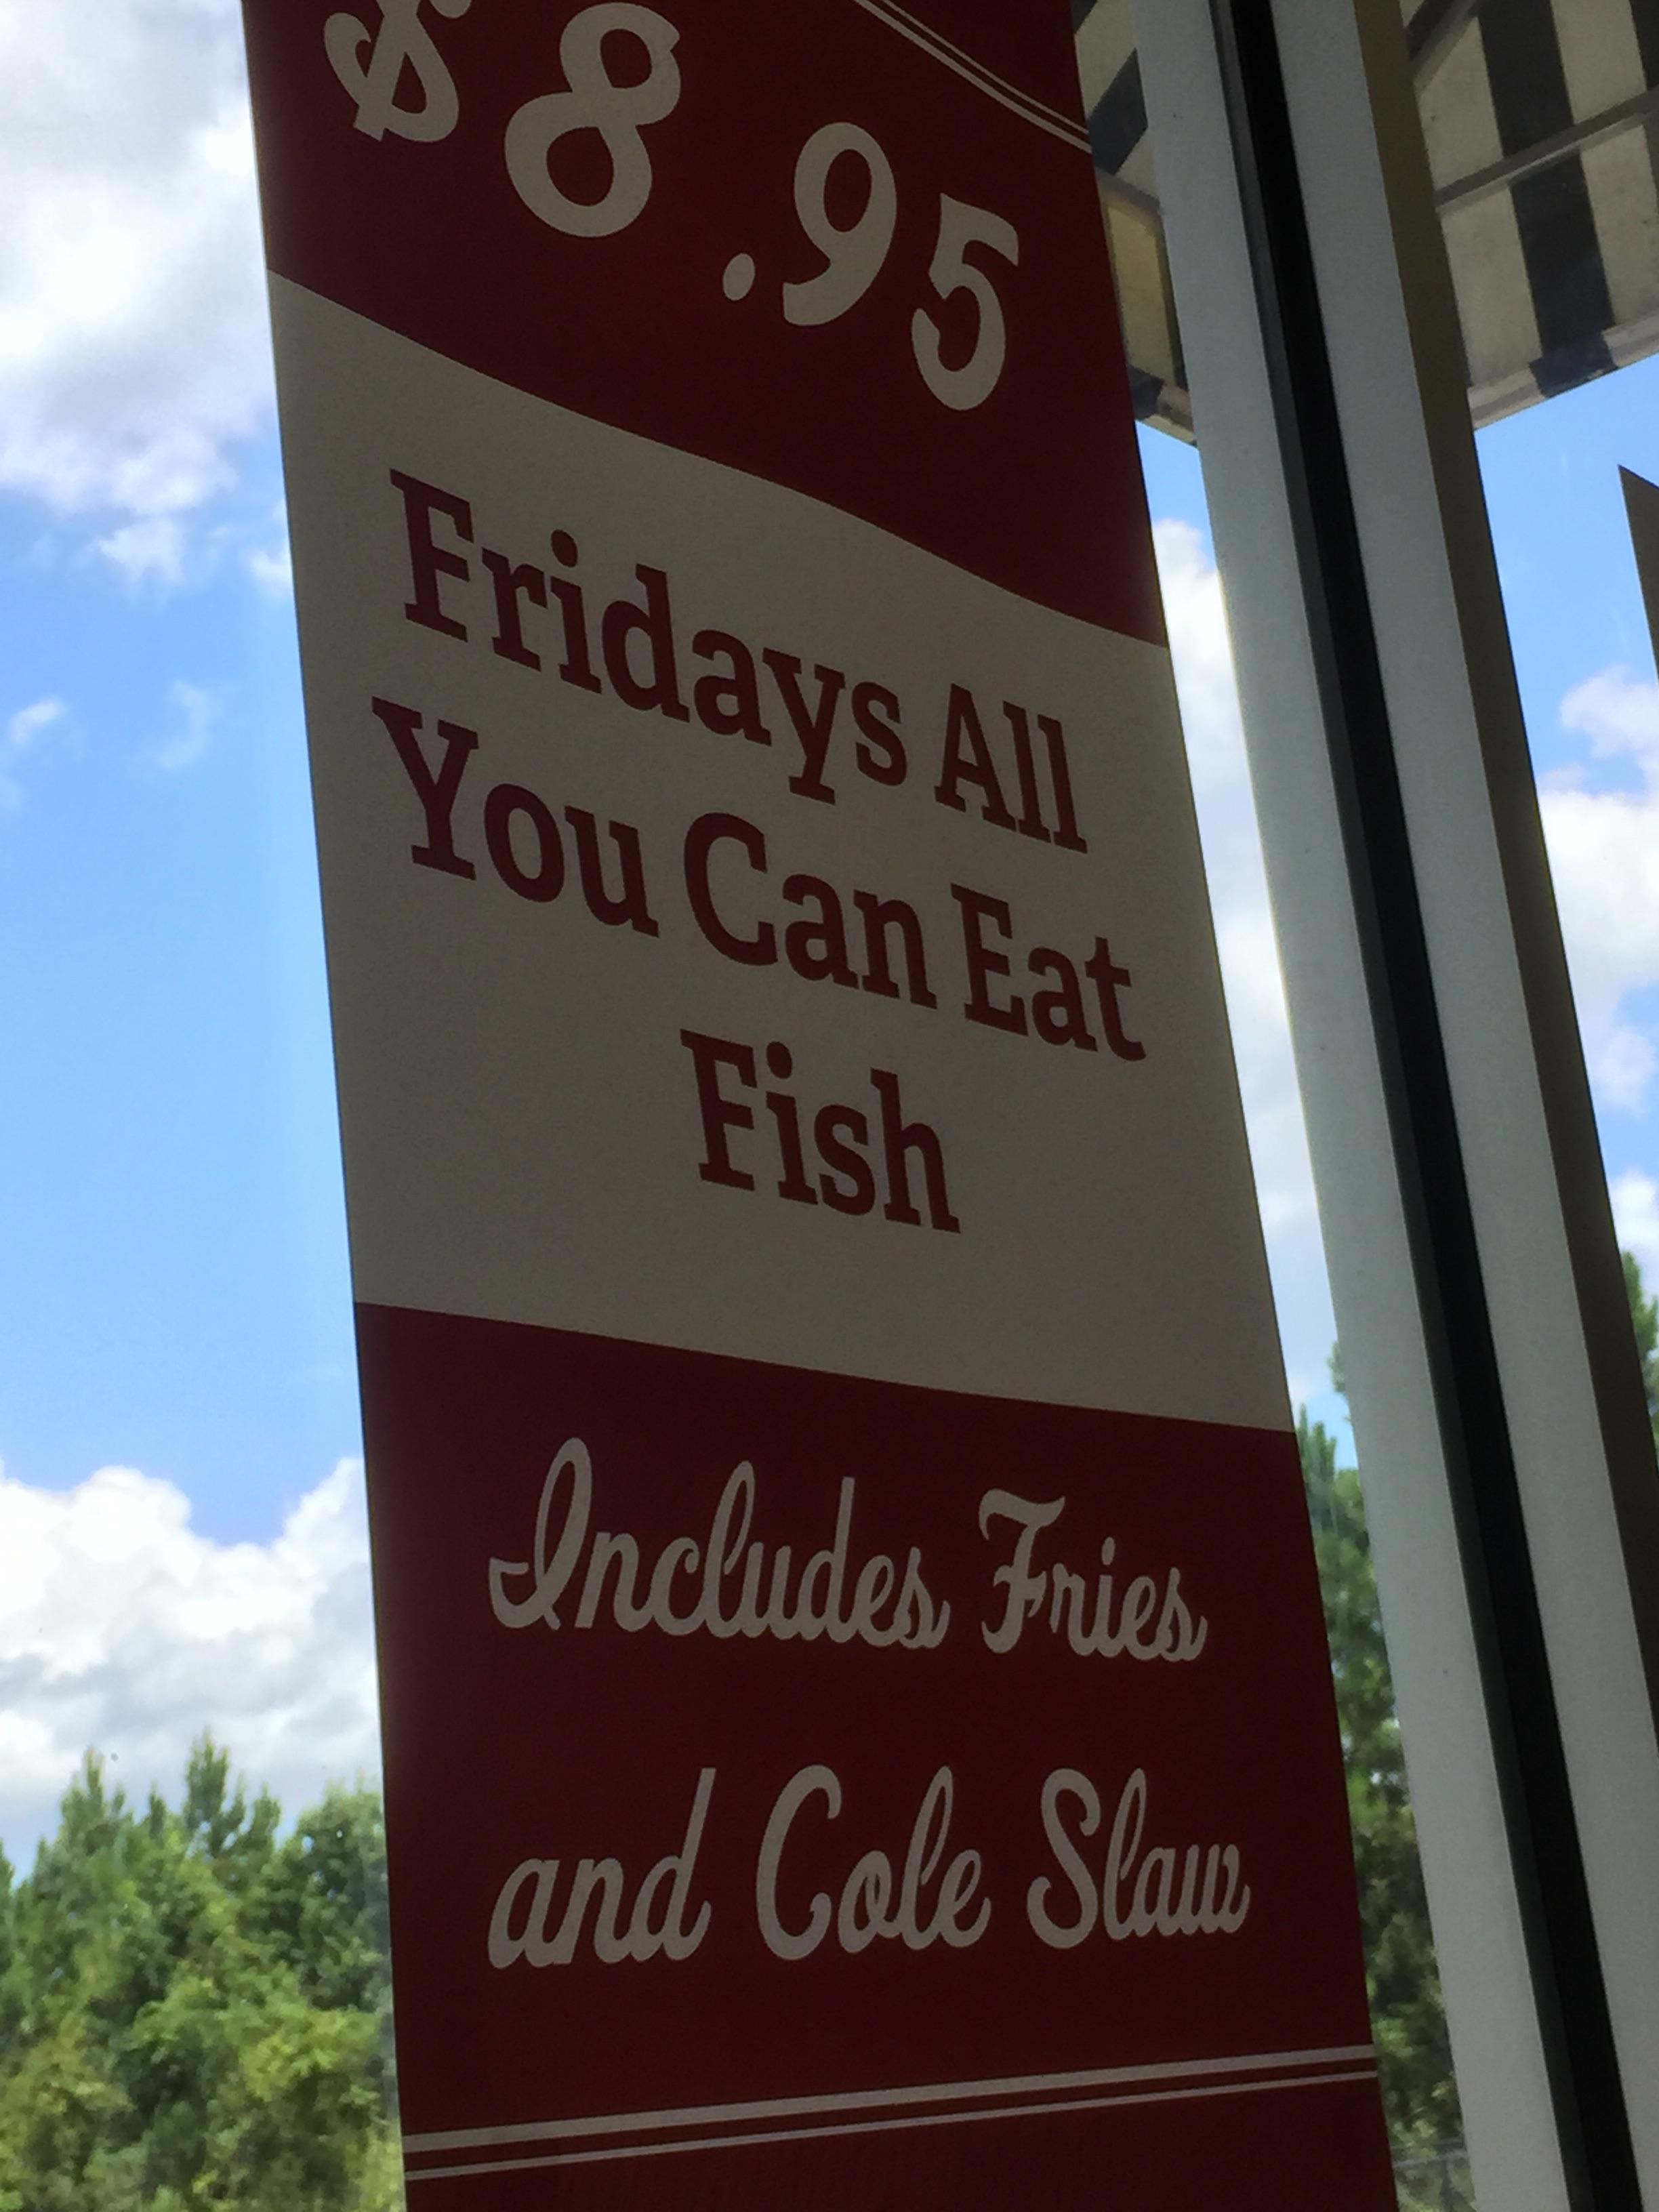 $8.95
Fridays All
You Can Eat
Fish
Includes Fries
and Cole Slaw